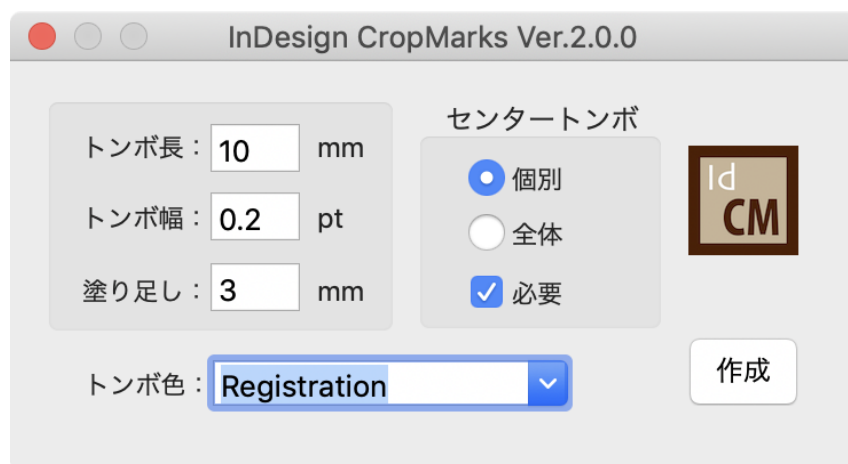 InDesign CropMarks Ver.2.0.0
トンボ長：10 mm
トンボ幅：0.2 pt
塗り足し：3 mm
センタートンボ
個別
全体
必要
Id
CM
トンボ色：Registration
作成